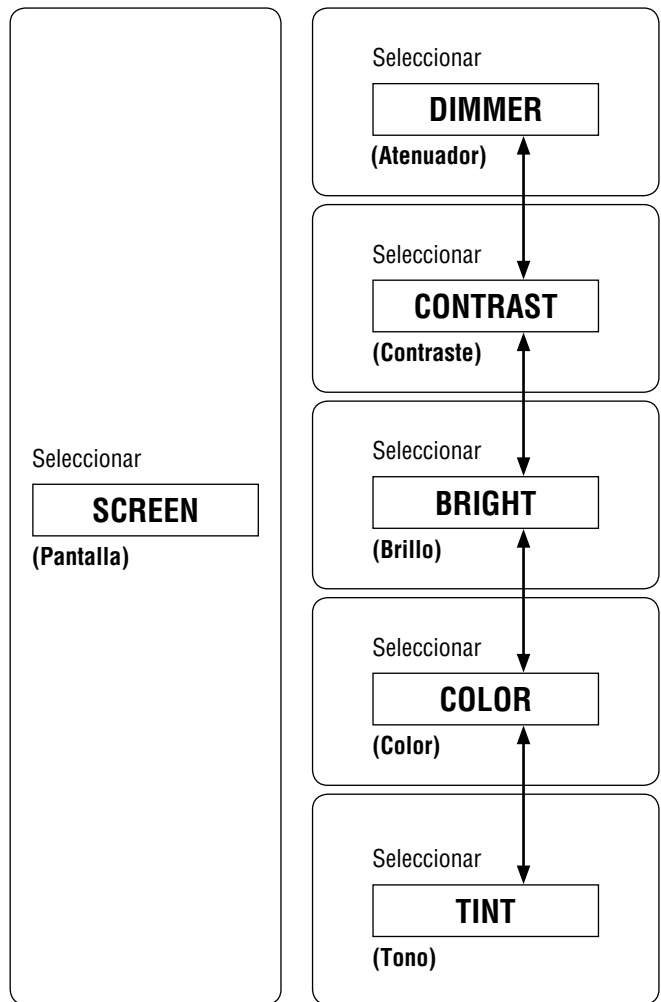 Seleccionar
SCREEN
(Pantalla)
Seleccionar
DIMMER
(Atenuador)
Seleccionar
CONTRAST
(Contraste)
Seleccionar
BRIGHT
(Brillo)
Seleccionar
COLOR
(Color)
Seleccionar
TINT
(Tono)